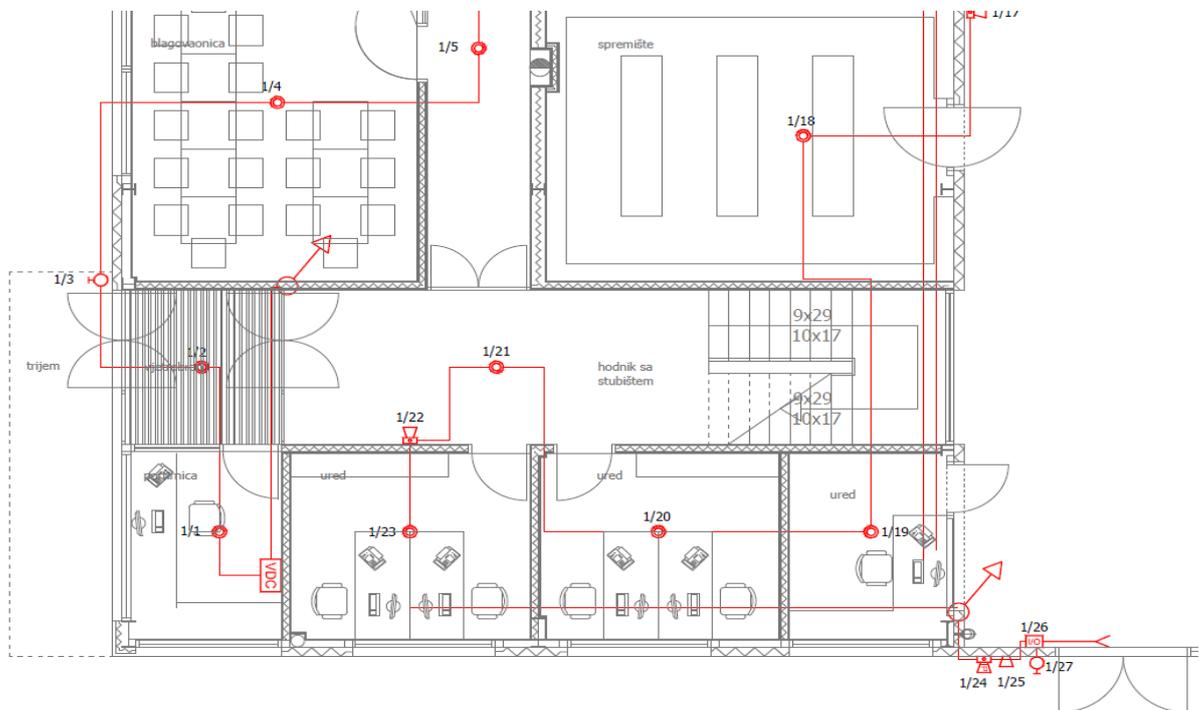 1/17
blagovaonica
1/5
spremište
1/4
1/18
1/3
9x29
10x17
1/2
1/21
trijem
hodnik sa
stubištem
9x29
10x17
1/22
ured
ured
ured
1/1
1/23
1/20
1/19
VDC
1/26
I/O
1/27
1/24
1/25